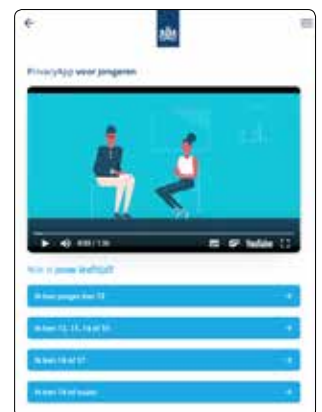 PrivacyApp voor jongeren
0:00 / 1:36
YouTube
Wat is jouw leeftijd?
Ik ben jonger dan 12
Ik ben 12, 13, 14 of 15
Ik ben 16 of 17
Ik ben 18 of ouder